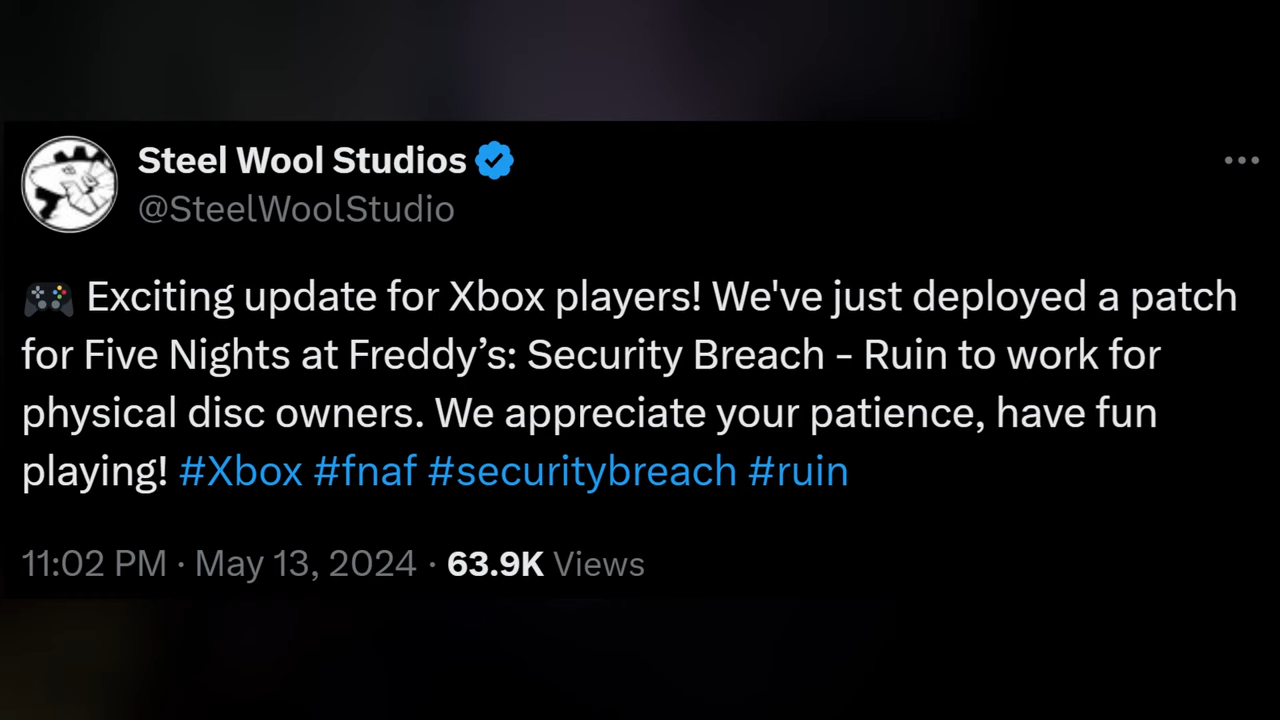 Steel Wool Studios
@SteelWoolStudio
🎮 Exciting update for Xbox players! We've just deployed a patch
for Five Nights at Freddy’s: Security Breach - Ruin to work for
physical disc owners. We appreciate your patience, have fun
playing! #Xbox #fnaf #securitybreach #ruin
11:02 PM · May 13, 2024 · 63.9K Views